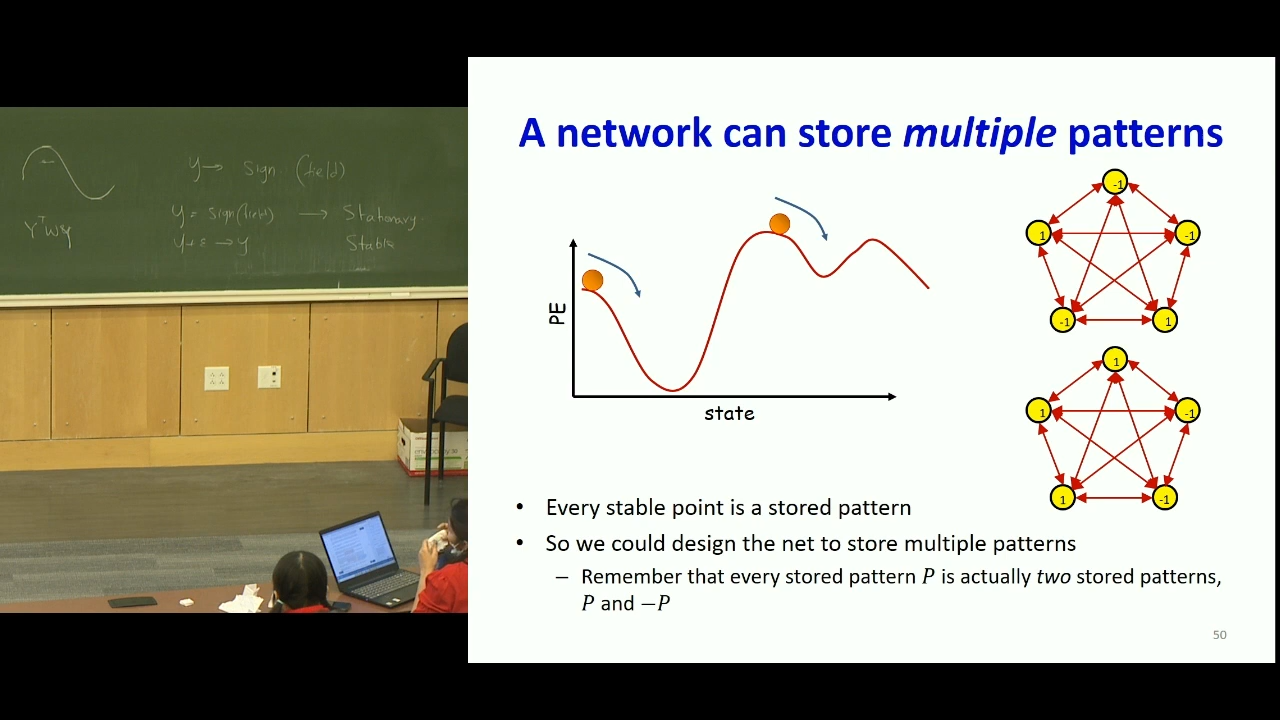 y → Sign (field)
y = Sign(field) → Stationary.
y + ε → y Stable
YᵀWY
A network can store multiple patterns
PE
state
-1
1
-1
-1
1
1
1
-1
1
-1
• Every stable point is a stored pattern
• So we could design the net to store multiple patterns
– Remember that every stored pattern P is actually two stored patterns,
P and −P
50